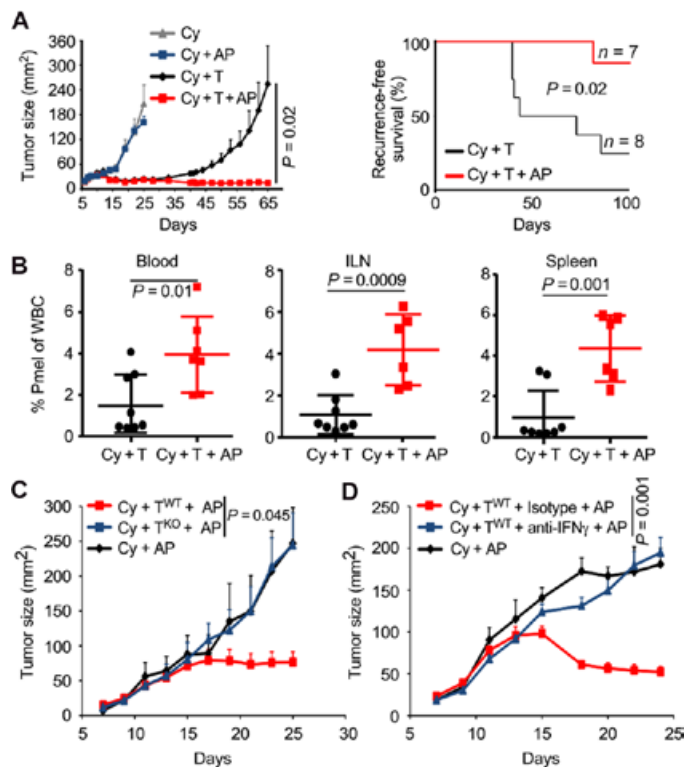 A
Cy
Cy + AP
Cy + T
Cy + T + AP
Tumor size (mm²)
360
300
240
180
120
60
0
5 15 25 35 45 55 65
Days
P = 0.02
Recurrence-free
survival (%)
100
50
0
0 50 100
Days
n = 7
P = 0.02
n = 8
Cy + T
Cy + T + AP
B
Blood
P = 0.01
% Pmel of WBC
8
6
4
2
0
Cy + T Cy + T + AP
ILN
P = 0.0009
8
6
4
2
0
Cy + T Cy + T + AP
Spleen
P = 0.001
8
6
4
2
0
Cy + T Cy + T + AP
C
Cy + Tᵂᵀ + AP
Cy + Tᴷᴼ + AP
Cy + AP
P = 0.045
Tumor size (mm²)
300
250
200
150
100
50
0
5 10 15 20 25 30
Days
D
Cy + Tᵂᵀ + Isotype + AP
Cy + Tᵂᵀ + anti-IFNγ + AP
Cy + AP
P = 0.001
Tumor size (mm²)
250
200
150
100
50
0
5 10 15 20 25
Days